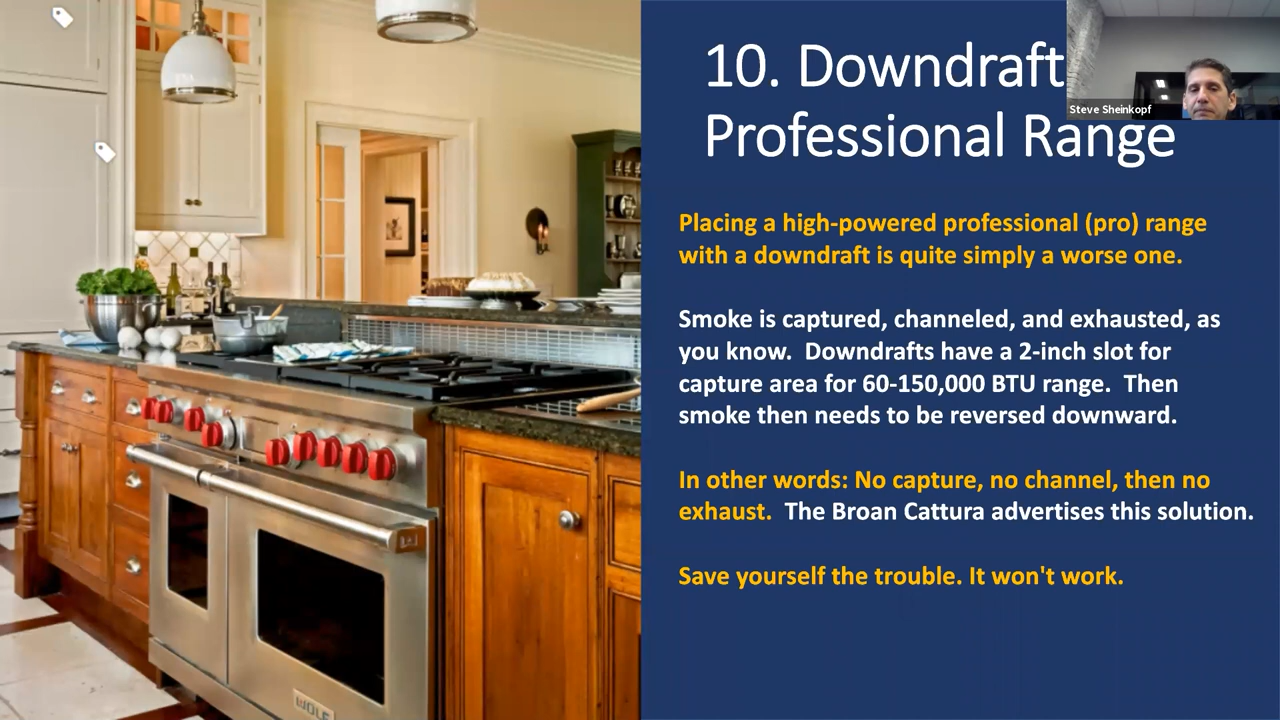 10. Downdraft
Steve Sheinkopf
Professional Range
Placing a high-powered professional (pro) range
with a downdraft is quite simply a worse one.
Smoke is captured, channeled, and exhausted, as
you know. Downdrafts have a 2-inch slot for
capture area for 60-150,000 BTU range. Then
smoke then needs to be reversed downward.
In other words: No capture, no channel, then no
exhaust. The Broan Cattura advertises this solution.
Save yourself the trouble. It won't work.
WOLF